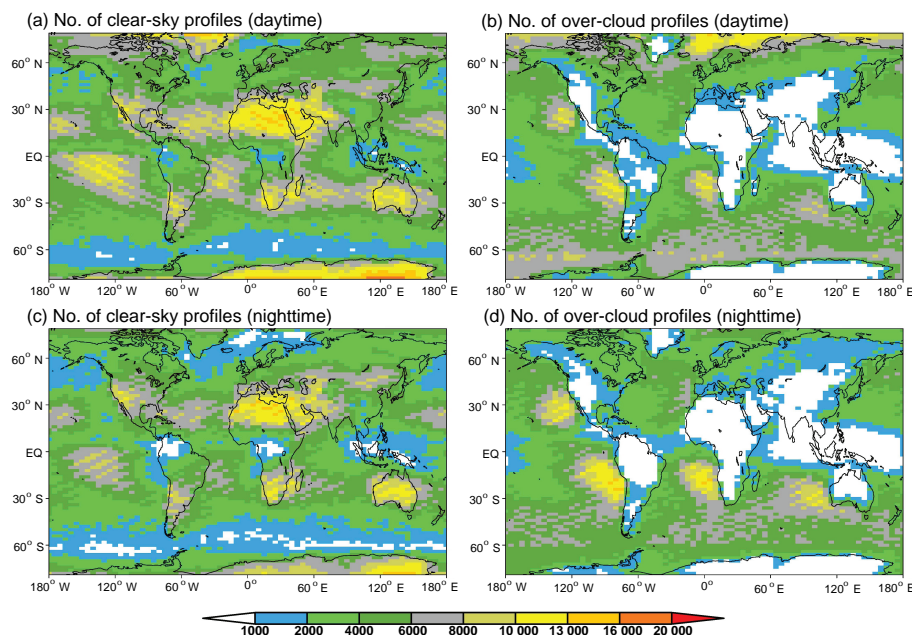 (a) No. of clear-sky profiles (daytime)
(b) No. of over-cloud profiles (daytime)
60° N
30° N
EQ
30° S
60° S
180° W 120° W 60° W 0° E 60° E 120° E 180° E
60° N
30° N
EQ
30° S
60° S
180° W 120° W 60° W 0° E 60° E 120° E 180° E
(c) No. of clear-sky profiles (nighttime)
(d) No. of over-cloud profiles (nighttime)
60° N
30° N
EQ
30° S
60° S
180° W 120° W 60° W 0° E 60° E 120° E 180° E
60° N
30° N
EQ
30° S
60° S
180° W 120° W 60° W 0° E 60° E 120° E 180° E
1000 2000 4000 6000 8000 10 000 13 000 16 000 20 000